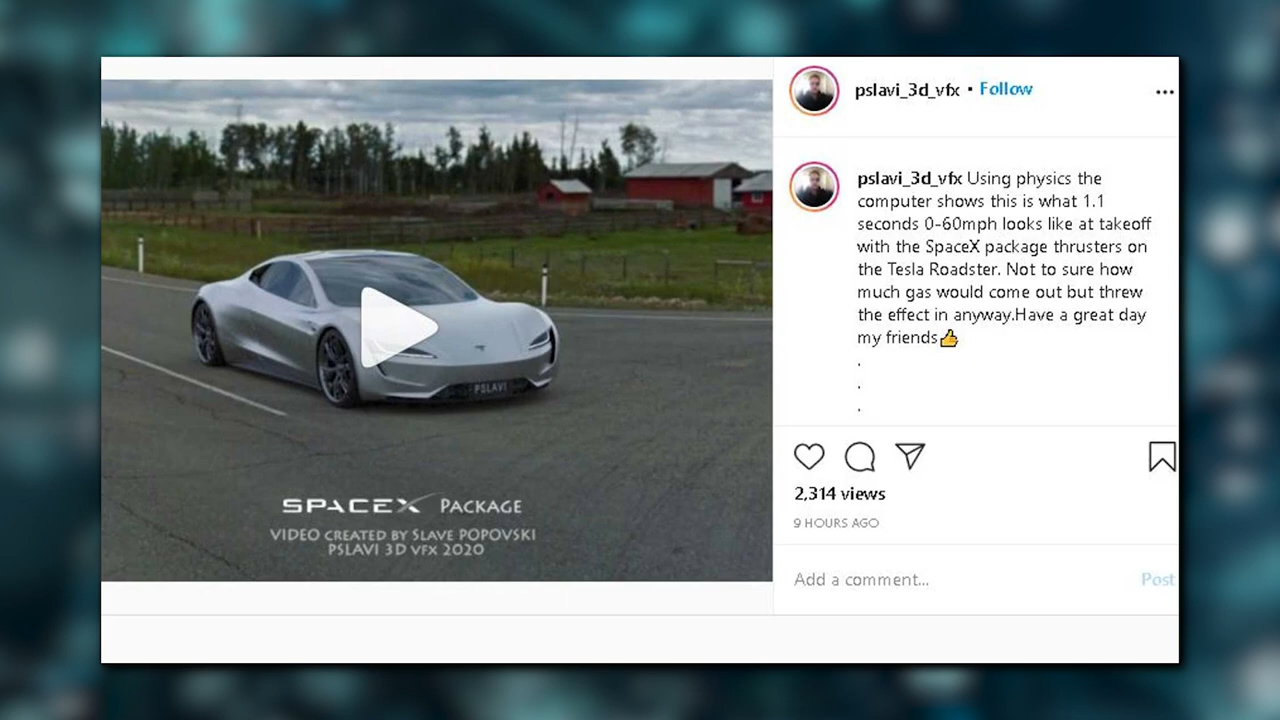 pslavi_3d_vfx • Follow
pslavi_3d_vfx Using physics the
computer shows this is what 1.1
seconds 0-60mph looks like at takeoff
with the SpaceX package thrusters on
the Tesla Roadster. Not to sure how
much gas would come out but threw
the effect in anyway.Have a great day
my friends👍
.
.
.
2,314 views
9 HOURS AGO
Add a comment... Post
PSLAVI
SPACEX PACKAGE
VIDEO CREATED BY SLAVE POPOVSKI
PSLAVI 3D VFX 2020